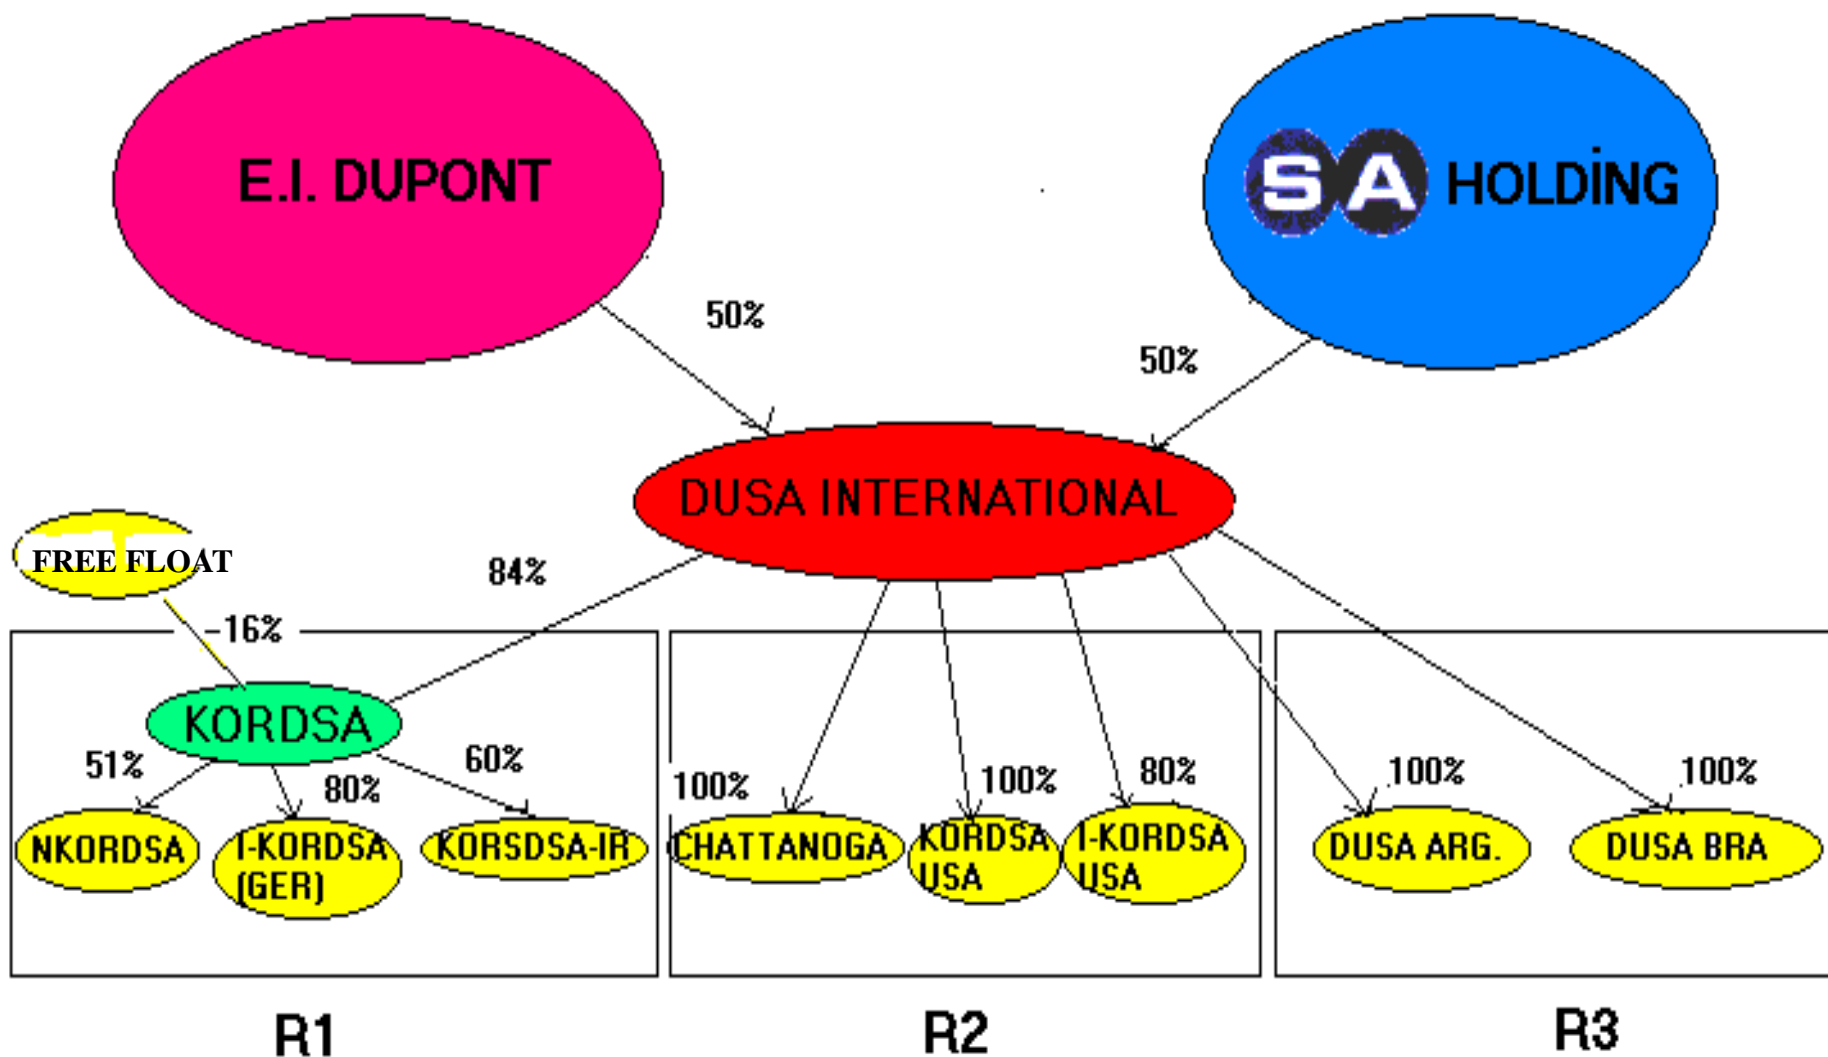 E.I. DUPONT
SA HOLDİNG
50%
50%
DUSA INTERNATIONAL
FREE FLOAT
84%
16%
KORDSA
51%
80%
60%
100%
100%
80%
100%
100%
NKORDSA
I-KORDSA
(GER)
KORSDSA-IR
CHATTANOGA
KORDSA
USA
I-KORDSA
USA
DUSA ARG.
DUSA BRA
R1
R2
R3